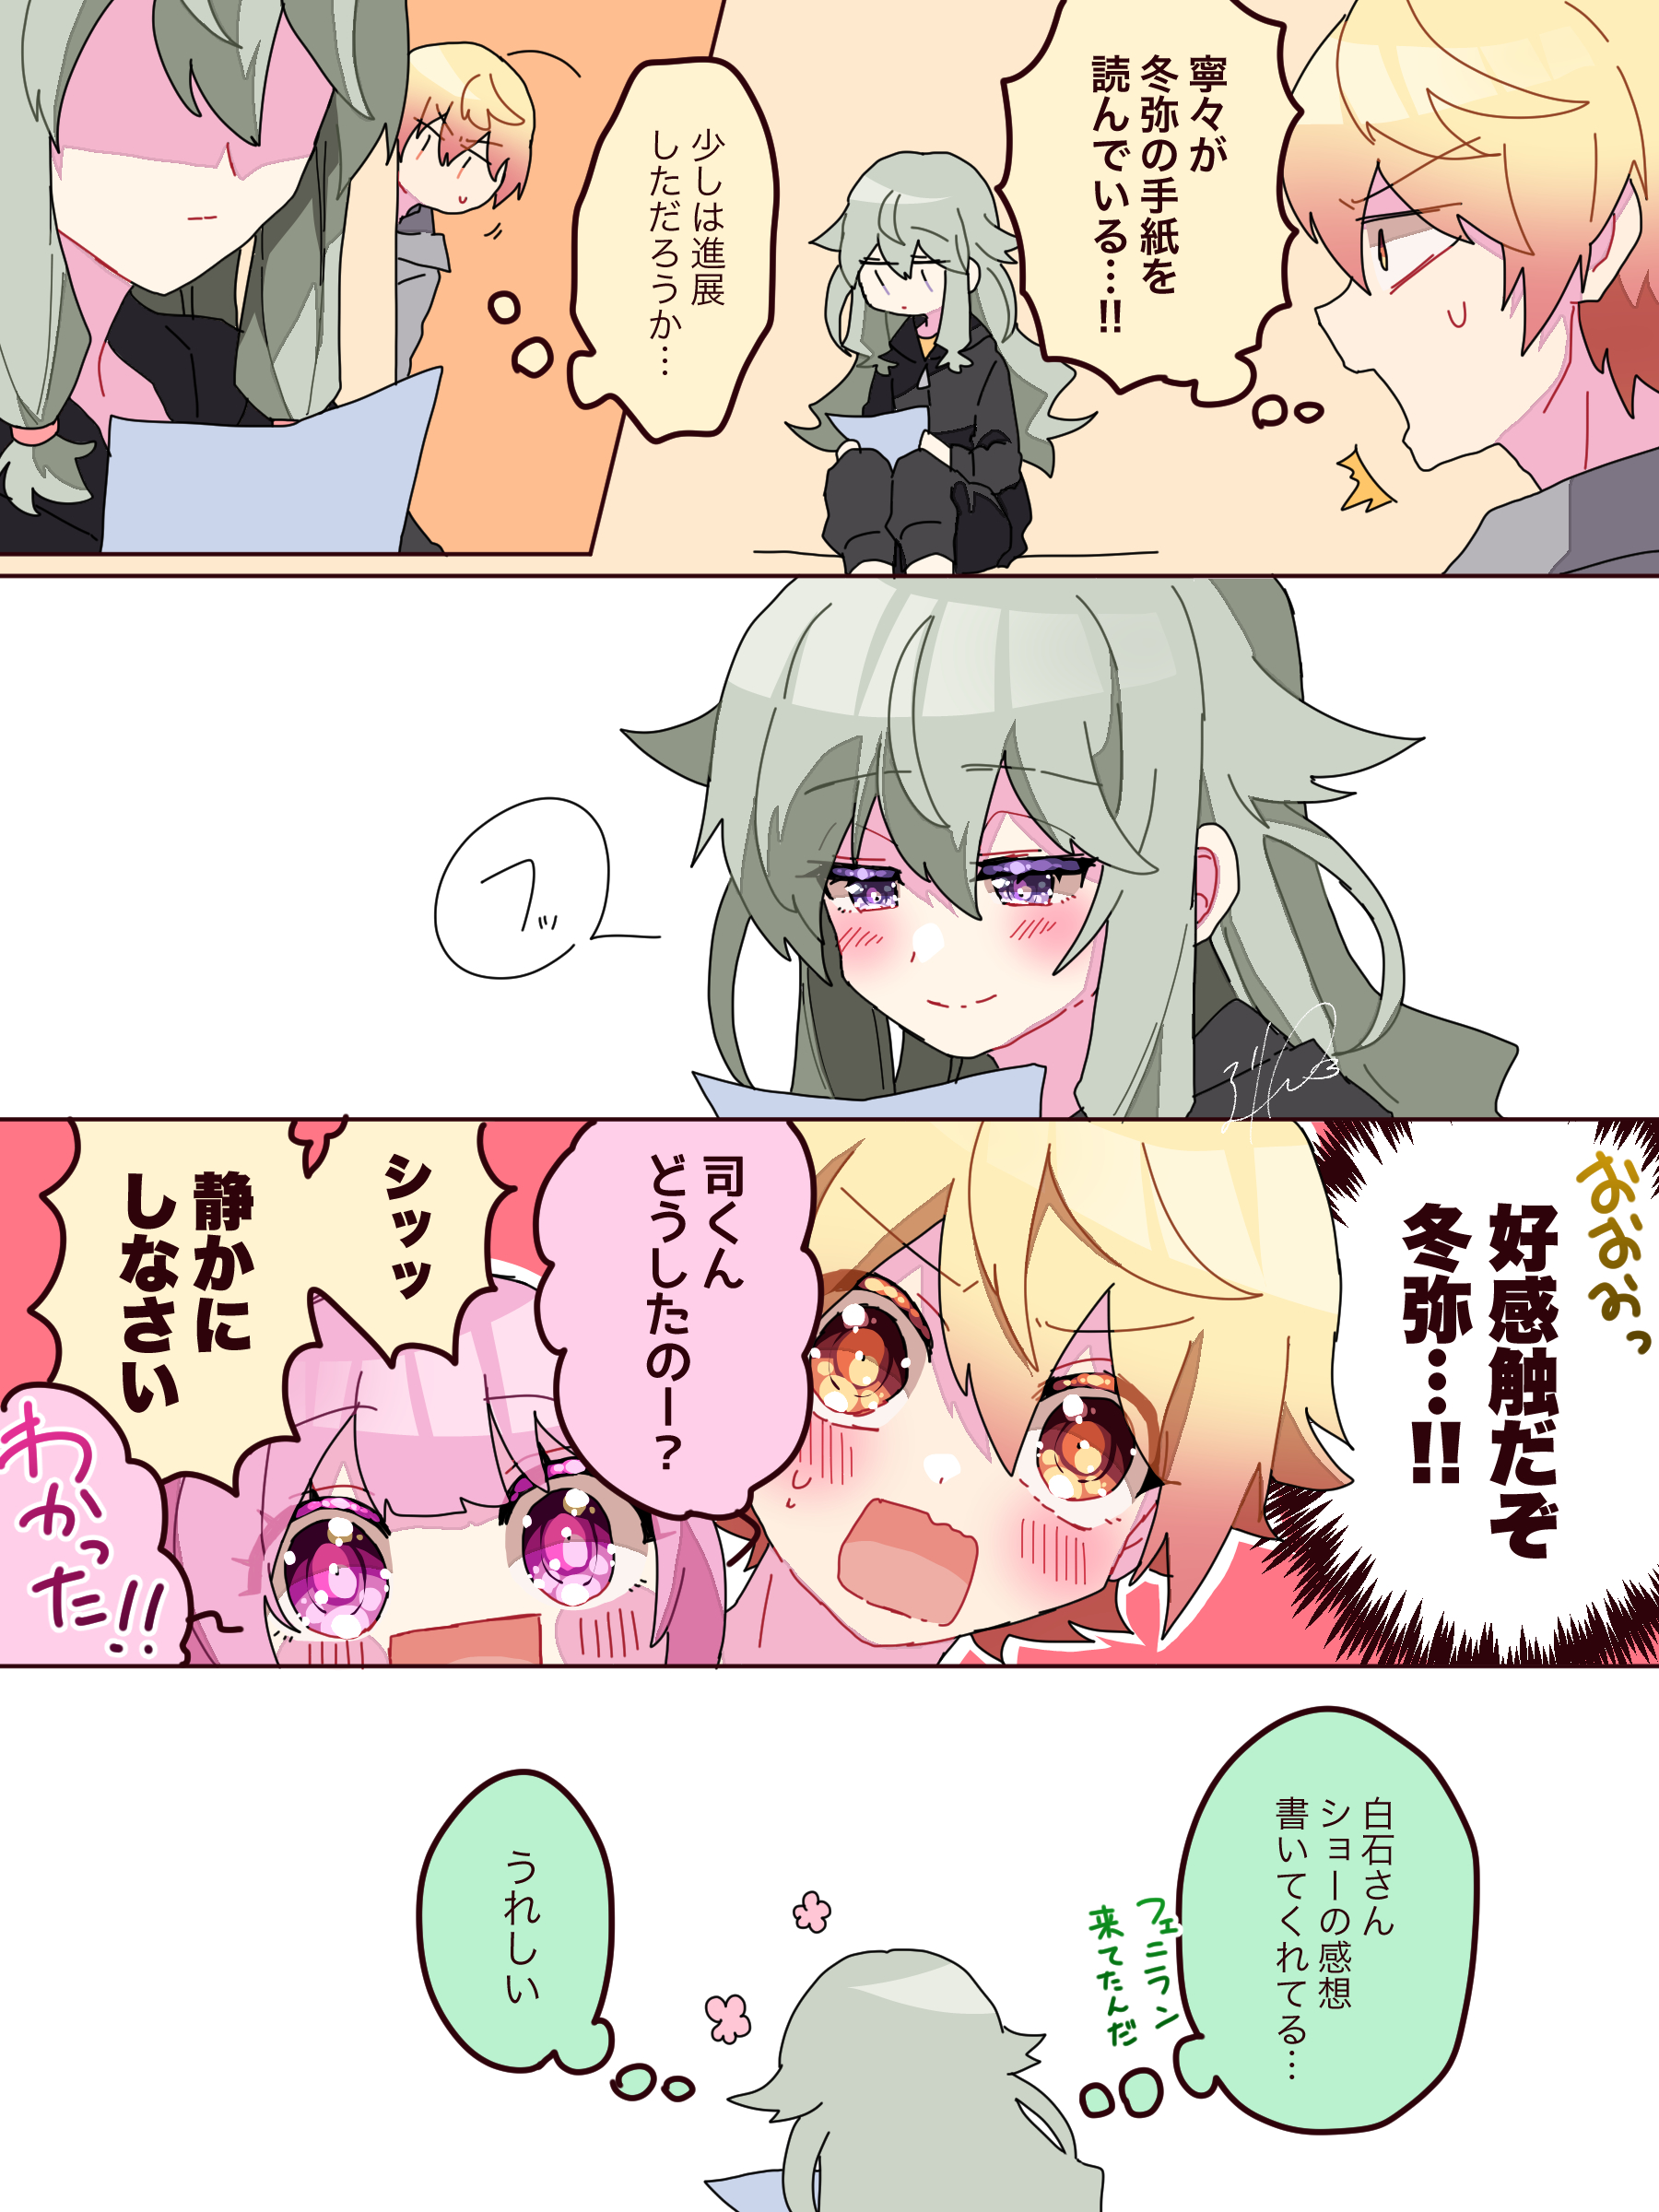 寧々が
冬弥の手紙を
読んでいる…!!
少しは進展
しただろうか…
フッ
おおおっ
好感触だぞ
冬弥…!!
司くん
どうしたのー?
シッッ
静かに
しなさい
わかった!!
白石さん
ショーの感想
書いてくれてる…
フェニラン
来てたんだ
うれしい